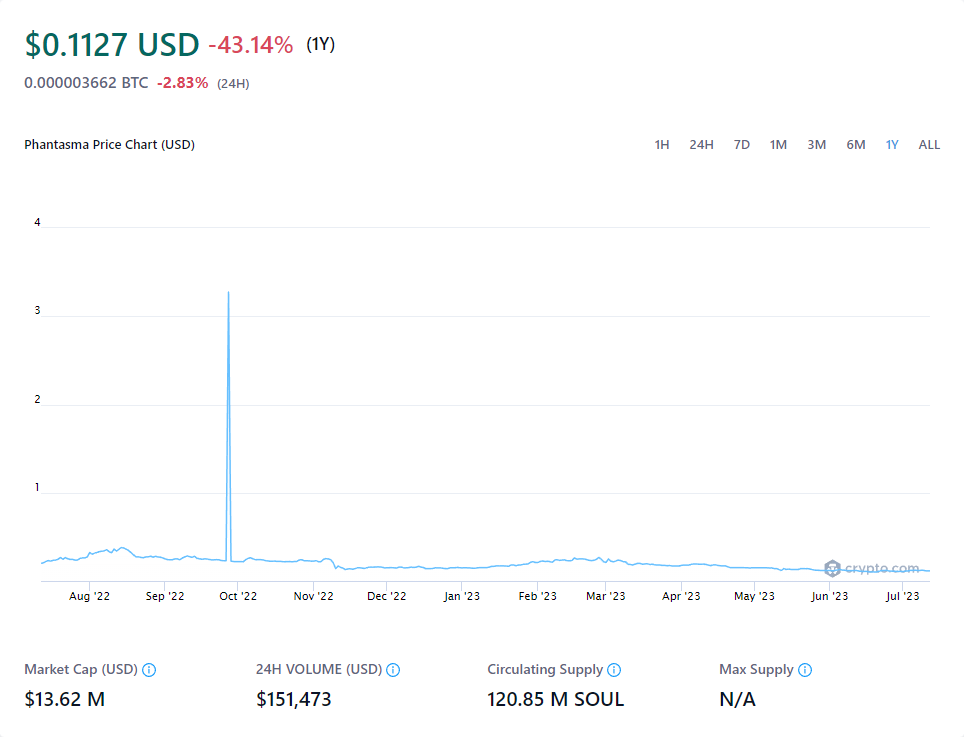 $0.1127 USD -43.14% (1Y)
0.000003662 BTC -2.83% (24H)
Phantasma Price Chart (USD) 1H 24H 7D 1M 3M 6M 1Y ALL
4
3
2
1
crypto.com
Aug '22 Sep '22 Oct '22 Nov '22 Dec '22 Jan '23 Feb '23 Mar '23 Apr '23 May '23 Jun '23 Jul '23
Market Cap (USD) 24H VOLUME (USD) Circulating Supply Max Supply
$13.62 M $151,473 120.85 M SOUL N/A